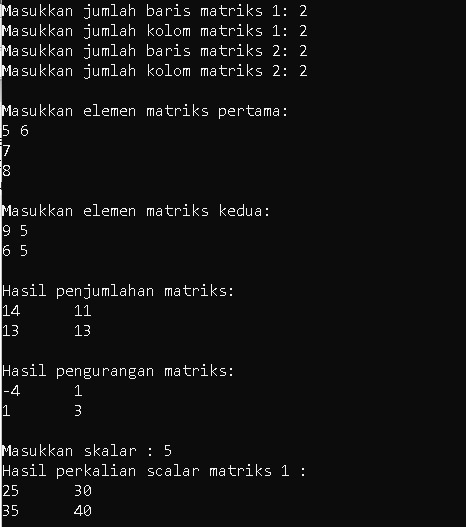 Masukkan jumlah baris matriks 1: 2
Masukkan jumlah kolom matriks 1: 2
Masukkan jumlah baris matriks 2: 2
Masukkan jumlah kolom matriks 2: 2
Masukkan elemen matriks pertama:
5 6
7
8
Masukkan elemen matriks kedua:
9 5
6 5
Hasil penjumlahan matriks:
14 11
13 13
Hasil pengurangan matriks:
-4 1
1 3
Masukkan skalar : 5
Hasil perkalian scalar matriks 1 :
25 30
35 40